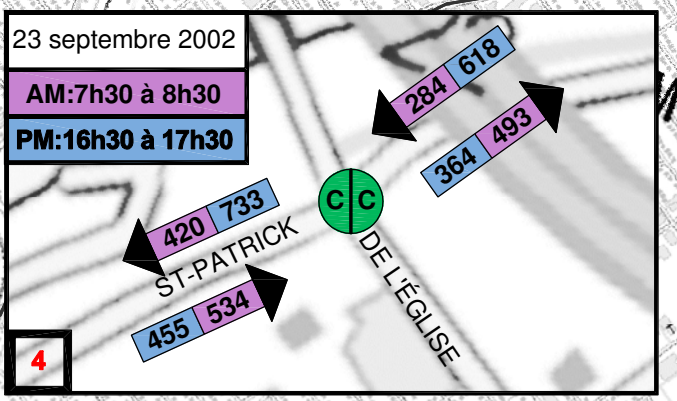 23 septembre 2002
AM:7h30 à 8h30
PM:16h30 à 17h30
284 618
364 493
C C
420 733
ST-PATRICK
DE L'ÉGLISE
455 534
4